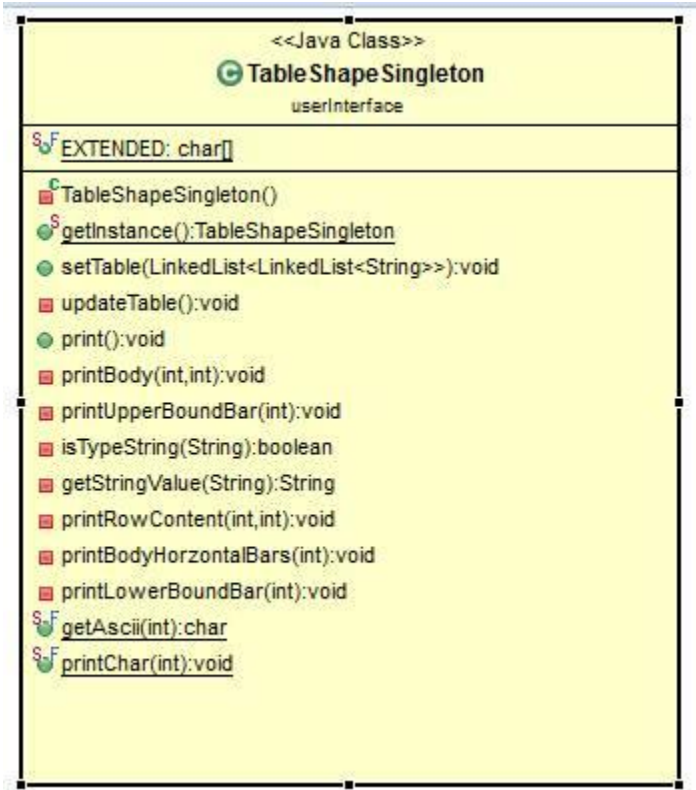 <<Java Class>>
TableShapeSingleton
userInterface
EXTENDED: char[]
TableShapeSingleton()
getInstance():TableShapeSingleton
setTable(LinkedList<LinkedList<String>>):void
updateTable():void
print():void
printBody(int,int):void
printUpperBoundBar(int):void
isTypeString(String):boolean
getStringValue(String):String
printRowContent(int,int):void
printBodyHorzontalBars(int):void
printLowerBoundBar(int):void
getAscii(int):char
printChar(int):void